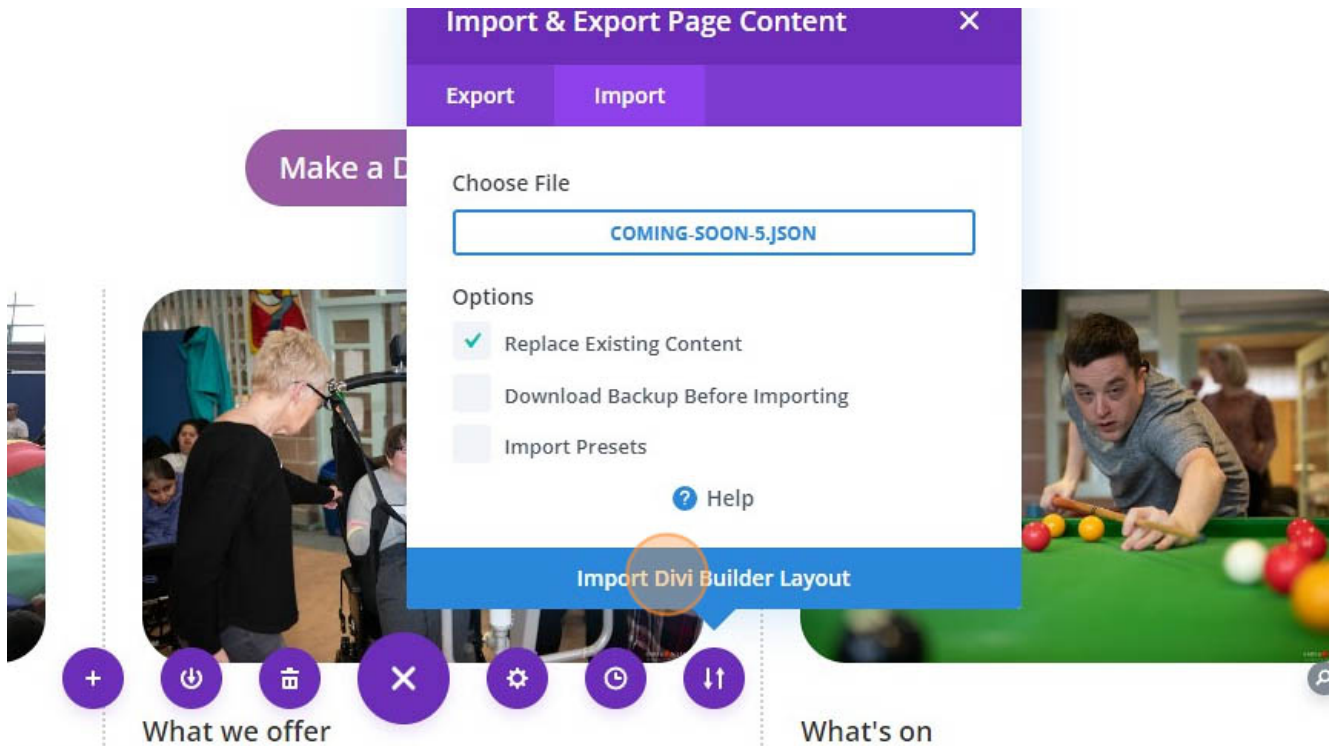 Import & Export Page Content
Export
Import
Make a D
Choose File
COMING-SOON-5.JSON
Options
Replace Existing Content
Download Backup Before Importing
Import Presets
? Help
Import Divi Builder Layout
What we offer
What's on